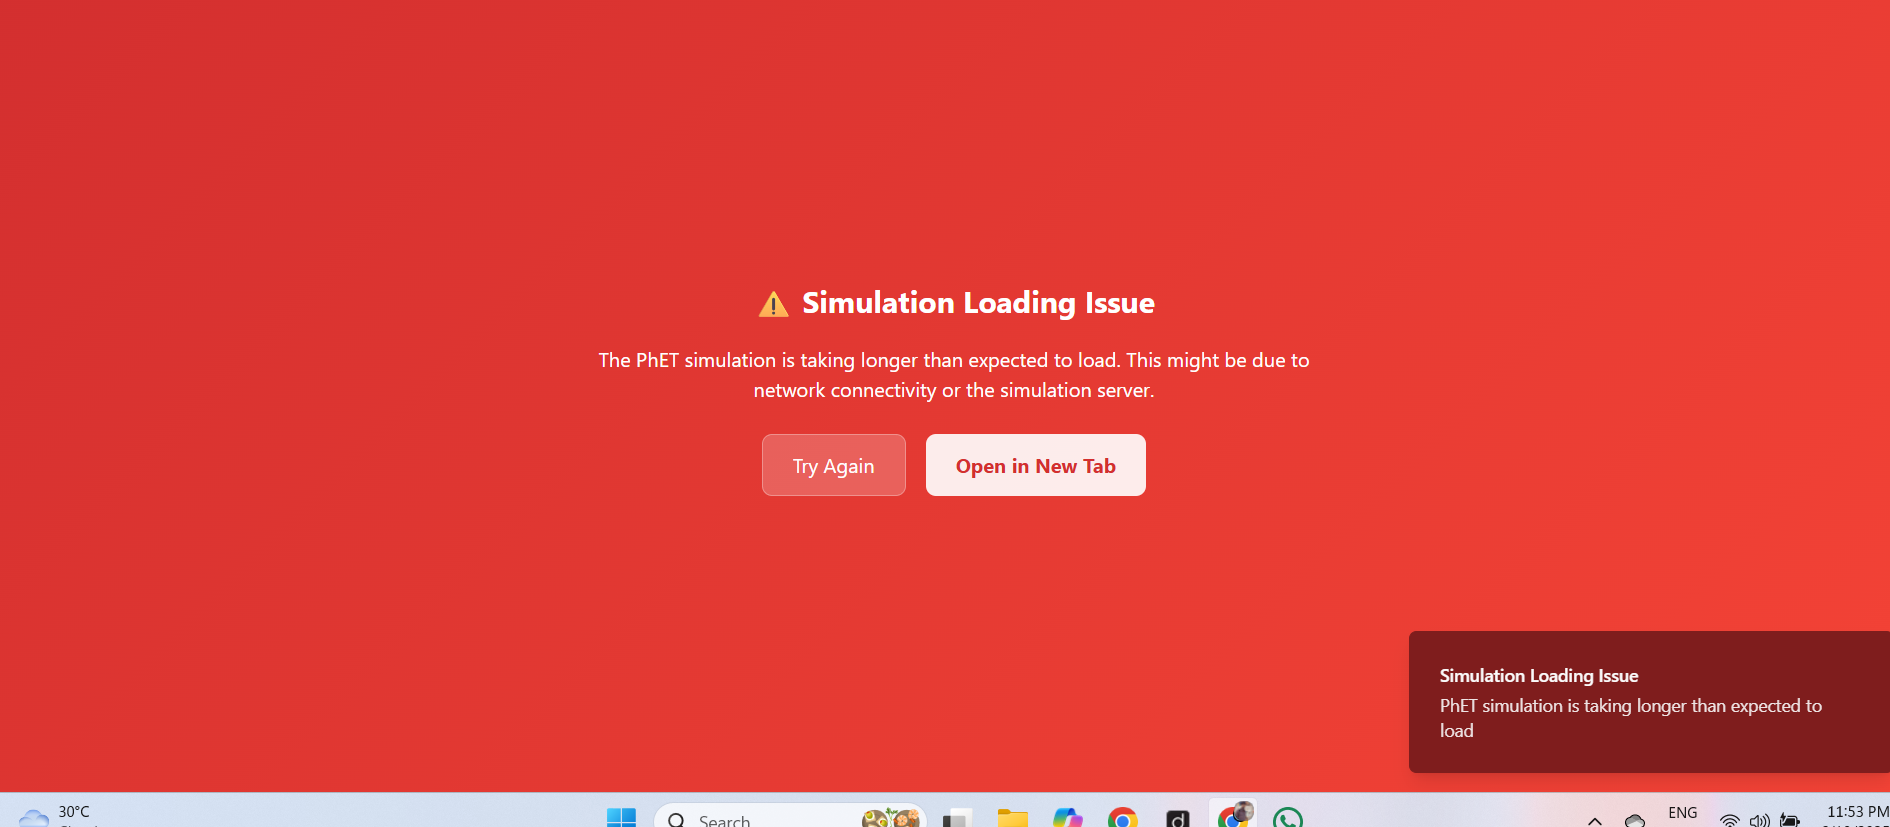 Simulation Loading Issue
The PhET simulation is taking longer than expected to load. This might be due to
network connectivity or the simulation server.
Try Again
Open in New Tab
Simulation Loading Issue
PhET simulation is taking longer than expected to
load
30°C
Search
ENG
11:53 PM